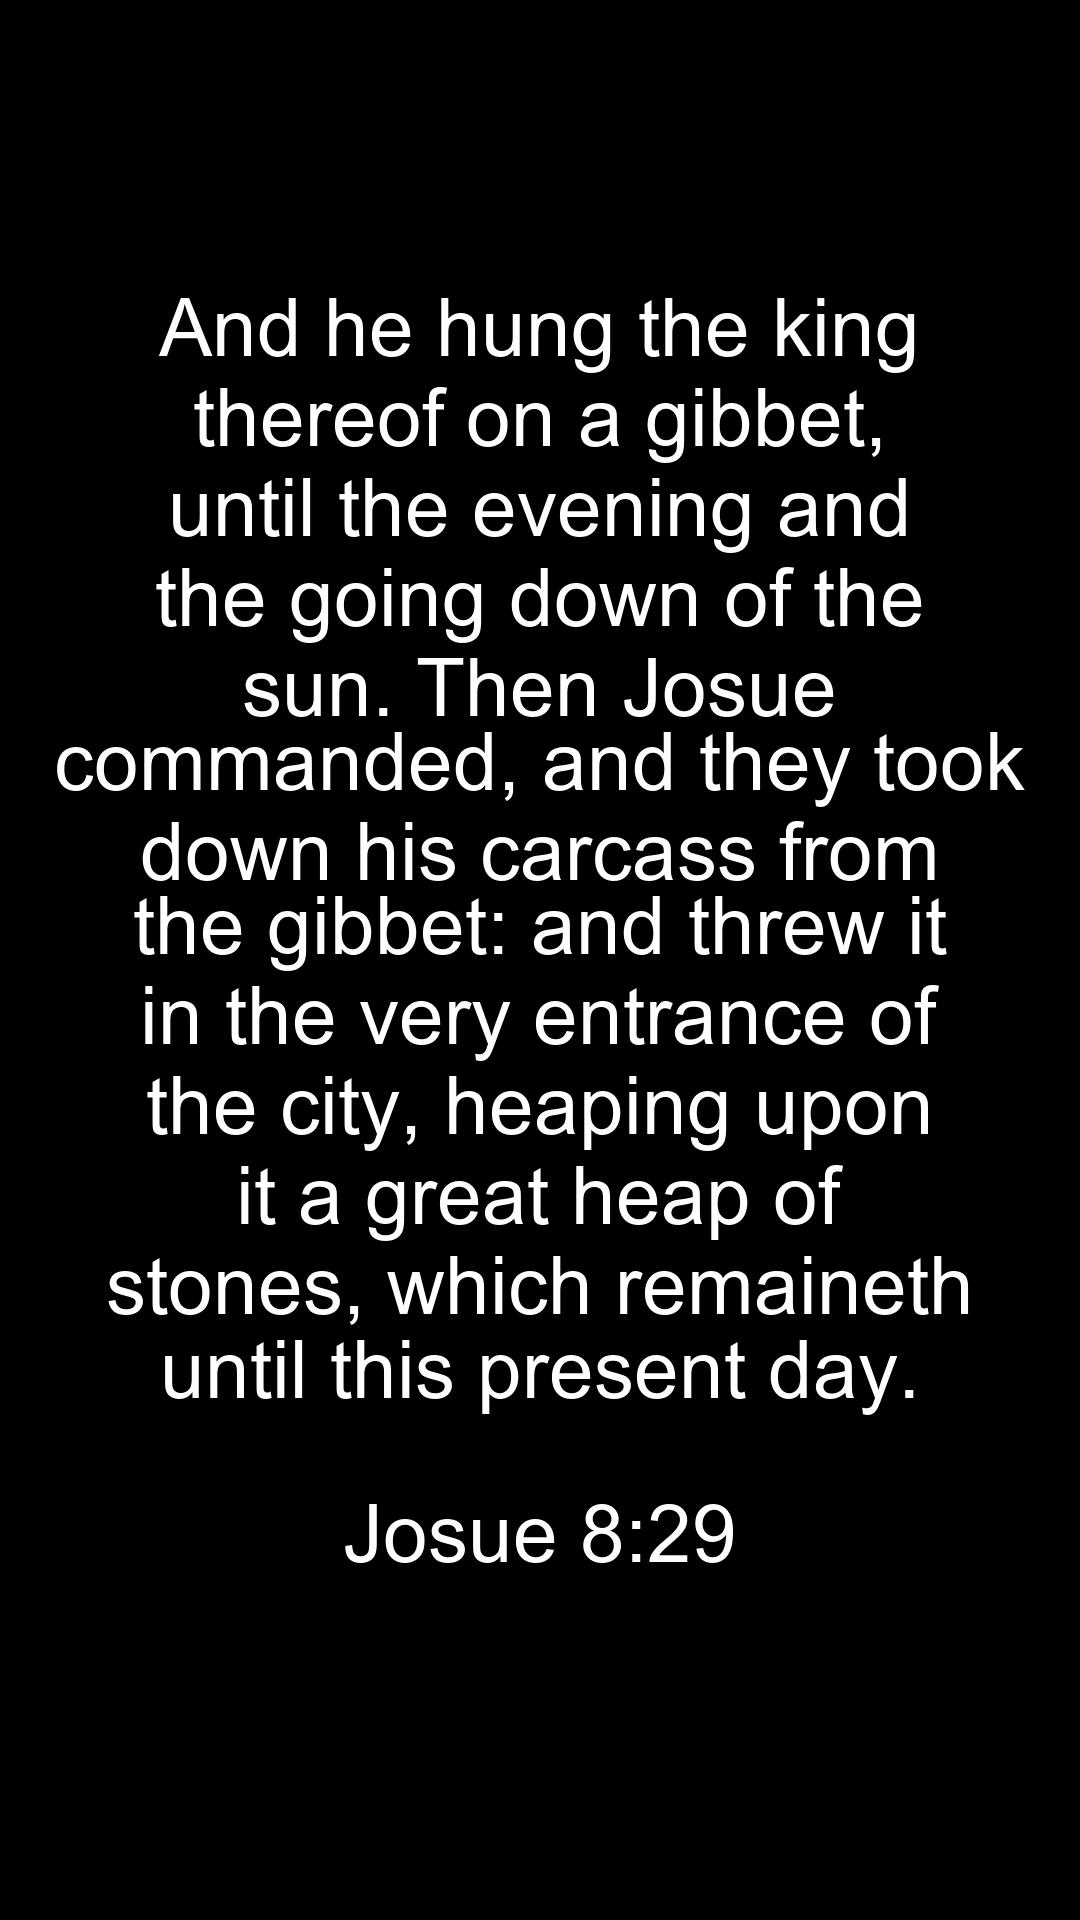 And he hung the king
thereof on a gibbet,
until the evening and
the going down of the
sun. Then Josue
commanded, and they took
down his carcass from
the gibbet: and threw it
in the very entrance of
the city, heaping upon
it a great heap of
stones, which remaineth
until this present day.
Josue 8:29